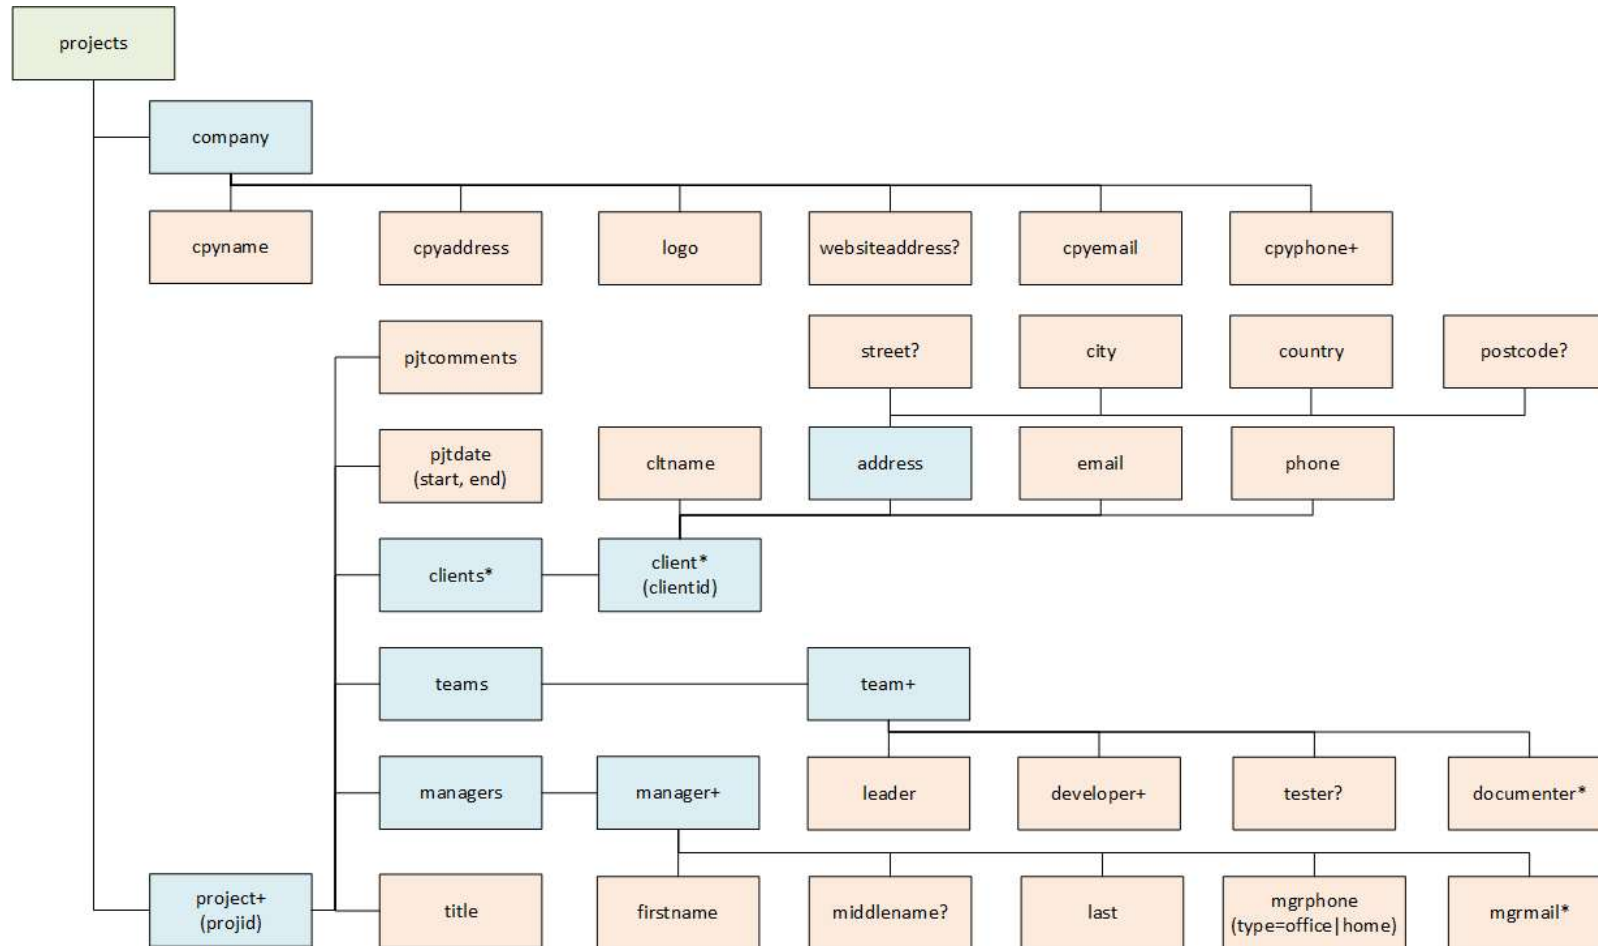 projects
company
cpyname
cpyaddress
logo
websiteaddress?
cpyemail
cpyphone+
pjtcomments
street?
city
country
postcode?
pjtdate
(start, end)
cltname
address
email
phone
clients*
client*
(clientid)
teams
team+
managers
manager+
leader
developer+
tester?
documenter*
project+
(projid)
title
firstname
middlename?
last
mgrphone
(type=office|home)
mgrmail*